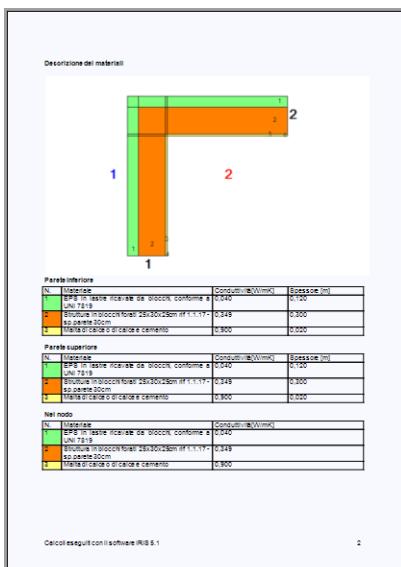 Descrizione dei materiali
1
2
2
1
2
3
1 2 3
1 2
1
Parete inferiore
N. Materiale Conduttività[W/mK] Spessore [m]
1 EPS in lastre ricavate da blocchi, conforme a 0,040 0,120
UNI 7819
2 Struttura in blocchi forati 25x30x25cm rif 1.1.17 - 0,349 0,300
sp.parete 30cm
3 Malta di calce o di calce e cemento 0,900 0,020
Parete superiore
N. Materiale Conduttività[W/mK] Spessore [m]
1 EPS in lastre ricavate da blocchi, conforme a 0,040 0,120
UNI 7819
2 Struttura in blocchi forati 25x30x25cm rif 1.1.17 - 0,349 0,300
sp.parete 30cm
3 Malta di calce o di calce e cemento 0,900 0,020
Nel nodo
N. Materiale Conduttività[W/mK]
1 EPS in lastre ricavate da blocchi, conforme a 0,040
UNI 7819
2 Struttura in blocchi forati 25x30x25cm rif 1.1.17 - 0,349
sp.parete 30cm
3 Malta di calce o di calce e cemento 0,900
Calcoli eseguiti con il software IRIS 5.1 2